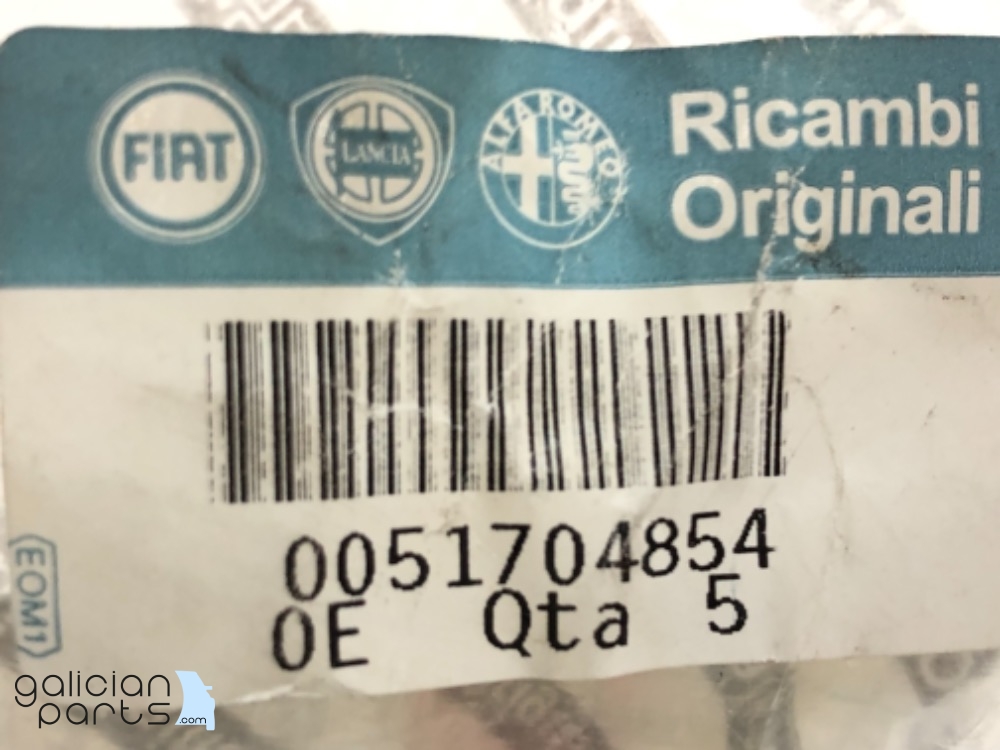 FIAT
LANCIA
ALFA ROMEO
Ricambi
Originali
0051704854
0E Qta 5
EOM1
galician
parts.com